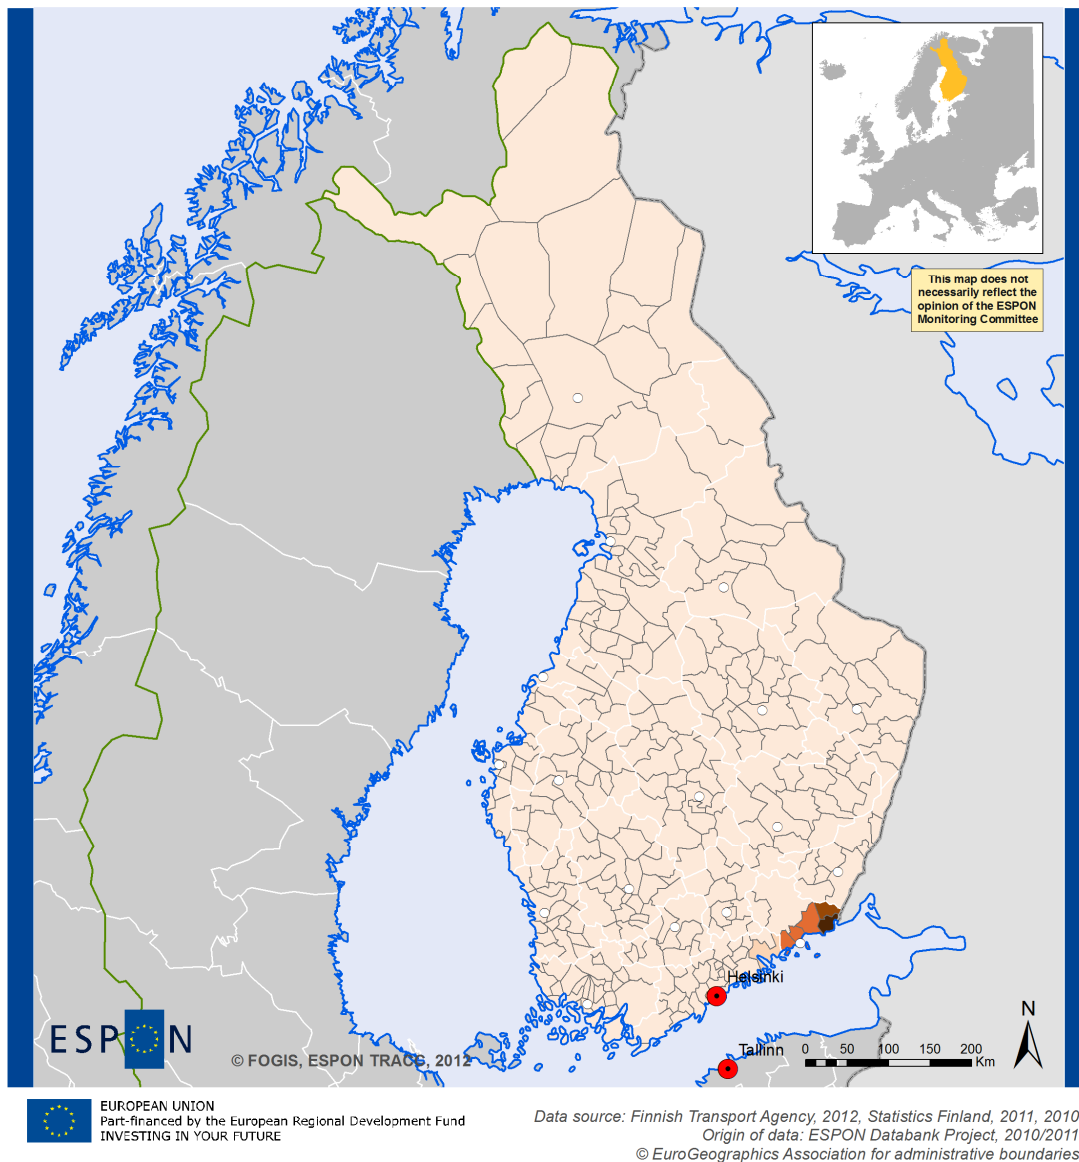 This map does not
necessarily reflect the
opinion of the ESPON
Monitoring Committee
Helsinki
Tallinn
N
0 50 100 150 200
Km
ESPON
© FOGIS, ESPON TRACC, 2012
EUROPEAN UNION
Part-financed by the European Regional Development Fund
INVESTING IN YOUR FUTURE
Data source: Finnish Transport Agency, 2012, Statistics Finland, 2011, 2010
Origin of data: ESPON Databank Project, 2010/2011
© EuroGeographics Association for administrative boundaries